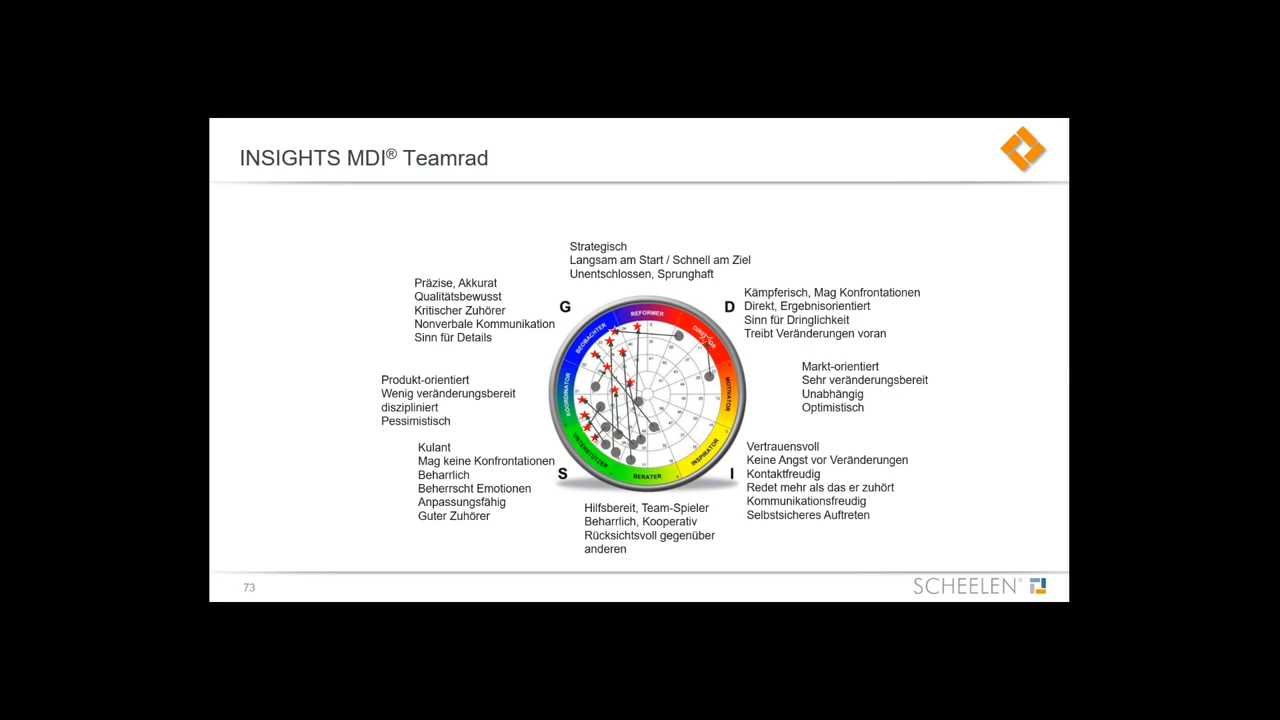 INSIGHTS MDI® Teamrad
Strategisch
Langsam am Start / Schnell am Ziel
Unentschlossen, Sprunghaft
Präzise, Akkurat
Qualitätsbewusst
Kritischer Zuhörer
Nonverbale Kommunikation
Sinn für Details
G
D
Kämpferisch, Mag Konfrontationen
Direkt, Ergebnisorientiert
Sinn für Dringlichkeit
Treibt Veränderungen voran
REFORMER
DIREKTOR
MOTIVATOR
INSPIRATOR
BERATER
UNTERSTÜTZER
KOORDINATOR
BEOBACHTER
Produkt-orientiert
Wenig veränderungsbereit
diszipliniert
Pessimistisch
Markt-orientiert
Sehr veränderungsbereit
Unabhängig
Optimistisch
Kulant
Mag keine Konfrontationen
Beharrlich
Beherrscht Emotionen
Anpassungsfähig
Guter Zuhörer
S
I
Vertrauensvoll
Keine Angst vor Veränderungen
Kontaktfreudig
Redet mehr als das er zuhört
Kommunikationsfreudig
Selbstsicheres Auftreten
Hilfsbereit, Team-Spieler
Beharrlich, Kooperativ
Rücksichtsvoll gegenüber
anderen
73
SCHEELEN®